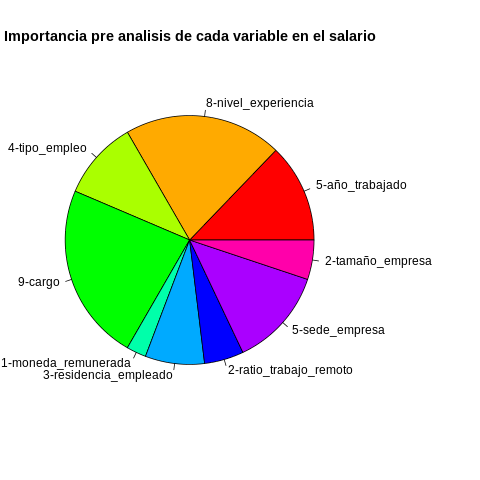 Importancia pre analisis de cada variable en el salario
8-nivel_experiencia
4-tipo_empleo
5-año_trabajado
2-tamaño_empresa
9-cargo
5-sede_empresa
1-moneda_remunerada
3-residencia_empleado
2-ratio_trabajo_remoto